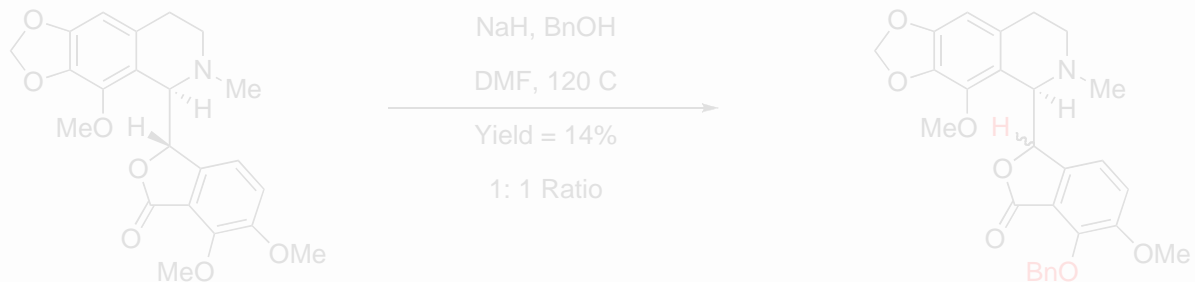 O
O
MeO
H
N
Me
H
O
O
MeO
OMe
NaH, BnOH
DMF, 120 C
Yield = 14%
1: 1 Ratio
O
O
MeO
H
N
Me
H
O
O
BnO
OMe